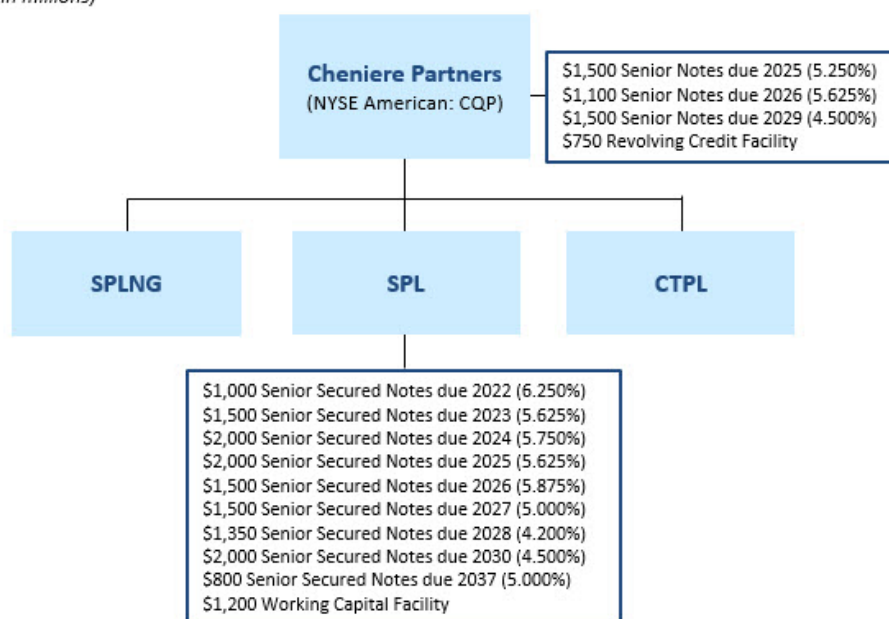 in millions)
Cheniere Partners
(NYSE American: CQP)
$1,500 Senior Notes due 2025 (5.250%)
$1,100 Senior Notes due 2026 (5.625%)
$1,500 Senior Notes due 2029 (4.500%)
$750 Revolving Credit Facility
SPLNG
SPL
CTPL
$1,000 Senior Secured Notes due 2022 (6.250%)
$1,500 Senior Secured Notes due 2023 (5.625%)
$2,000 Senior Secured Notes due 2024 (5.750%)
$2,000 Senior Secured Notes due 2025 (5.625%)
$1,500 Senior Secured Notes due 2026 (5.875%)
$1,500 Senior Secured Notes due 2027 (5.000%)
$1,350 Senior Secured Notes due 2028 (4.200%)
$2,000 Senior Secured Notes due 2030 (4.500%)
$800 Senior Secured Notes due 2037 (5.000%)
$1,200 Working Capital Facility